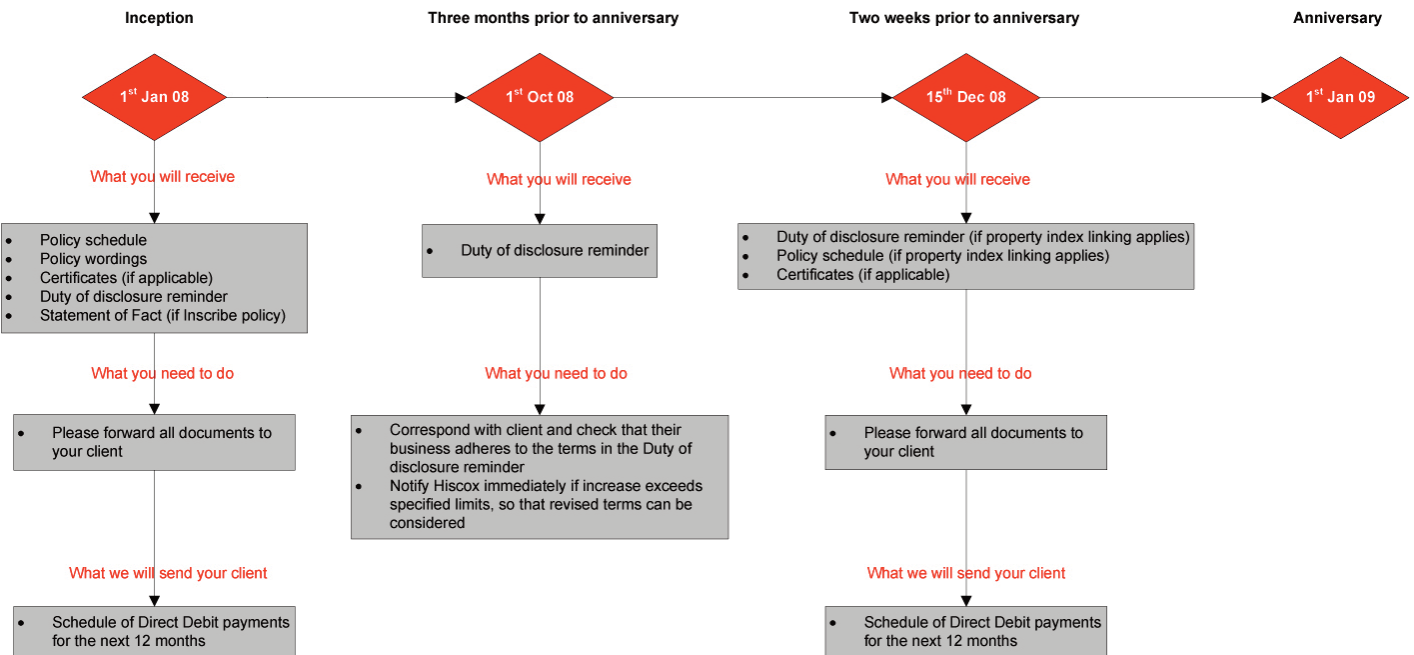 Inception
Three months prior to anniversary
Two weeks prior to anniversary
Anniversary
1st Jan 08
1st Oct 08
15th Dec 08
1st Jan 09
What you will receive
What you will receive
What you will receive
• Policy schedule
• Policy wordings
• Certificates (if applicable)
• Duty of disclosure reminder
• Statement of Fact (if Inscribe policy)
• Duty of disclosure reminder
• Duty of disclosure reminder (if property index linking applies)
• Policy schedule (if property index linking applies)
• Certificates (if applicable)
What you need to do
What you need to do
What you need to do
• Please forward all documents to
your client
• Correspond with client and check that their
business adheres to the terms in the Duty of
disclosure reminder
• Notify Hiscox immediately if increase exceeds
specified limits, so that revised terms can be
considered
• Please forward all documents to
your client
What we will send your client
What we will send your client
• Schedule of Direct Debit payments
for the next 12 months
• Schedule of Direct Debit payments
for the next 12 months